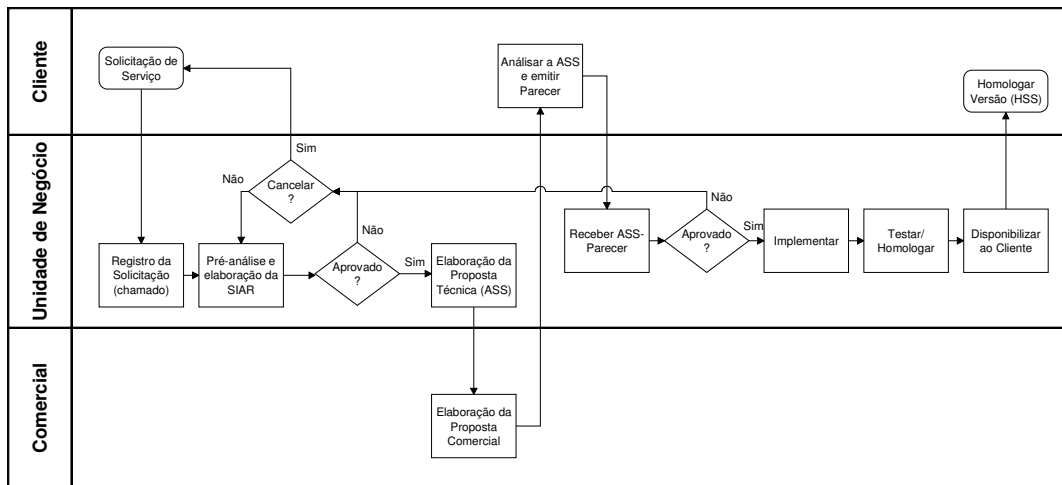 Cliente
Solicitação de
Serviço
Análisar a ASS
e emitir
Parecer
Homologar
Versão (HSS)
Unidade de Negócio
Sim
Não
Cancelar
?
Não
Não
Registro da
Solicitação
(chamado)
Pré-análise e
elaboração da
SIAR
Aprovado
?
Sim
Elaboração da
Proposta
Técnica (ASS)
Receber ASS-
Parecer
Aprovado
?
Sim
Implementar
Testar/
Homologar
Disponibilizar
ao Cliente
Comercial
Elaboração da
Proposta
Comercial